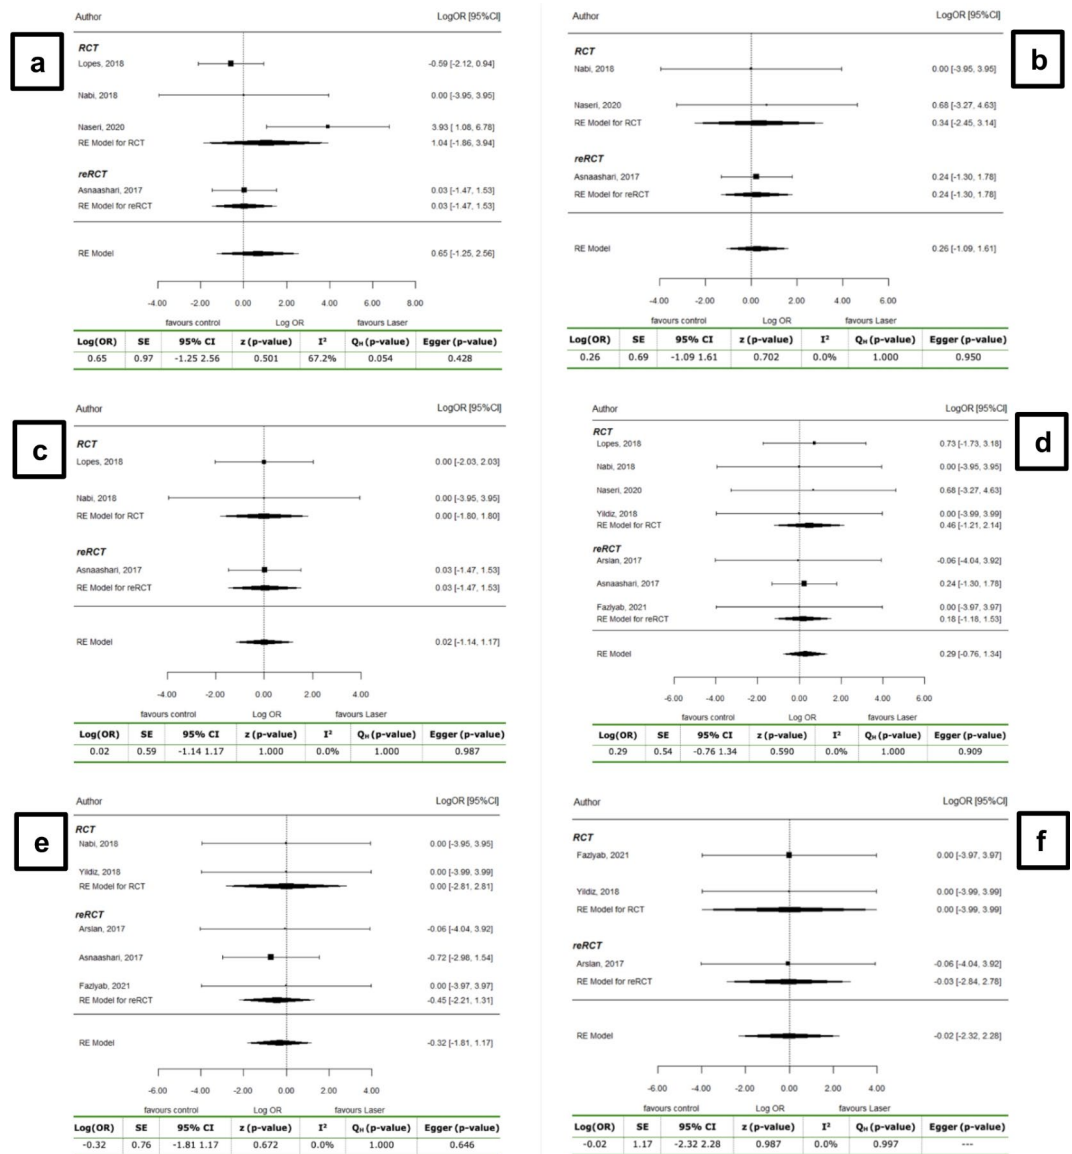 a
Author LogOR [95%CI]
RCT
Lopes, 2018 -0.59 [-2.12, 0.94]
Nabi, 2018 0.00 [-3.95, 3.95]
Naseri, 2020 3.93 [ 1.08, 6.78]
RE Model for RCT 1.04 [-1.86, 3.94]
reRCT
Asnaashari, 2017 0.03 [-1.47, 1.53]
RE Model for reRCT 0.03 [-1.47, 1.53]
RE Model 0.65 [-1.25, 2.56]
-4.00 -2.00 0.00 2.00 4.00 6.00 8.00
favours control Log OR favours Laser
Log(OR) SE 95% CI z (p-value) I² Q_H (p-value) Egger (p-value)
0.65 0.97 -1.25 2.56 0.501 67.2% 0.054 0.428
b
Author LogOR [95%CI]
RCT
Nabi, 2018 0.00 [-3.95, 3.95]
Naseri, 2020 0.68 [-3.27, 4.63]
RE Model for RCT 0.34 [-2.45, 3.14]
reRCT
Asnaashari, 2017 0.24 [-1.30, 1.78]
RE Model for reRCT 0.24 [-1.30, 1.78]
RE Model 0.26 [-1.09, 1.61]
-4.00 -2.00 0.00 2.00 4.00 6.00
favours control Log OR favours Laser
Log(OR) SE 95% CI z (p-value) I² Q_H (p-value) Egger (p-value)
0.26 0.69 -1.09 1.61 0.702 0.0% 1.000 0.950
c
Author LogOR [95%CI]
RCT
Lopes, 2018 0.00 [-2.03, 2.03]
Nabi, 2018 0.00 [-3.95, 3.95]
RE Model for RCT 0.00 [-1.80, 1.80]
reRCT
Asnaashari, 2017 0.03 [-1.47, 1.53]
RE Model for reRCT 0.03 [-1.47, 1.53]
RE Model 0.02 [-1.14, 1.17]
-4.00 -2.00 0.00 2.00 4.00
favours control Log OR favours Laser
Log(OR) SE 95% CI z (p-value) I² Q_H (p-value) Egger (p-value)
0.02 0.59 -1.14 1.17 1.000 0.0% 1.000 0.987
d
Author LogOR [95%CI]
RCT
Lopes, 2018 0.73 [-1.73, 3.18]
Nabi, 2018 0.00 [-3.95, 3.95]
Naseri, 2020 0.68 [-3.27, 4.63]
Yildiz, 2018 0.00 [-3.99, 3.99]
RE Model for RCT 0.46 [-1.21, 2.14]
reRCT
Arslan, 2017 -0.06 [-4.04, 3.92]
Asnaashari, 2017 0.24 [-1.30, 1.78]
Fazlyab, 2021 0.00 [-3.97, 3.97]
RE Model for reRCT 0.18 [-1.18, 1.53]
RE Model 0.29 [-0.76, 1.34]
-6.00 -4.00 -2.00 0.00 2.00 4.00 6.00
favours control Log OR favours Laser
Log(OR) SE 95% CI z (p-value) I² Q_H (p-value) Egger (p-value)
0.29 0.54 -0.76 1.34 0.590 0.0% 1.000 0.909
e
Author LogOR [95%CI]
RCT
Nabi, 2018 0.00 [-3.95, 3.95]
Yildiz, 2018 0.00 [-3.99, 3.99]
RE Model for RCT 0.00 [-2.81, 2.81]
reRCT
Arslan, 2017 -0.06 [-4.04, 3.92]
Asnaashari, 2017 -0.72 [-2.98, 1.54]
Fazlyab, 2021 0.00 [-3.97, 3.97]
RE Model for reRCT -0.45 [-2.21, 1.31]
RE Model -0.32 [-1.81, 1.17]
-6.00 -4.00 -2.00 0.00 2.00 4.00
favours control Log OR favours Laser
Log(OR) SE 95% CI z (p-value) I² Q_H (p-value) Egger (p-value)
-0.32 0.76 -1.81 1.17 0.672 0.0% 1.000 0.646
f
Author LogOR [95%CI]
RCT
Fazlyab, 2021 0.00 [-3.97, 3.97]
Yildiz, 2018 0.00 [-3.99, 3.99]
RE Model for RCT 0.00 [-3.99, 3.99]
reRCT
Arslan, 2017 -0.06 [-4.04, 3.92]
RE Model for reRCT -0.03 [-2.84, 2.78]
RE Model -0.02 [-2.32, 2.28]
-6.00 -4.00 -2.00 0.00 2.00 4.00
favours control Log OR favours Laser
Log(OR) SE 95% CI z (p-value) I² Q_H (p-value) Egger (p-value)
-0.02 1.17 -2.32 2.28 0.987 0.0% 0.997 ---